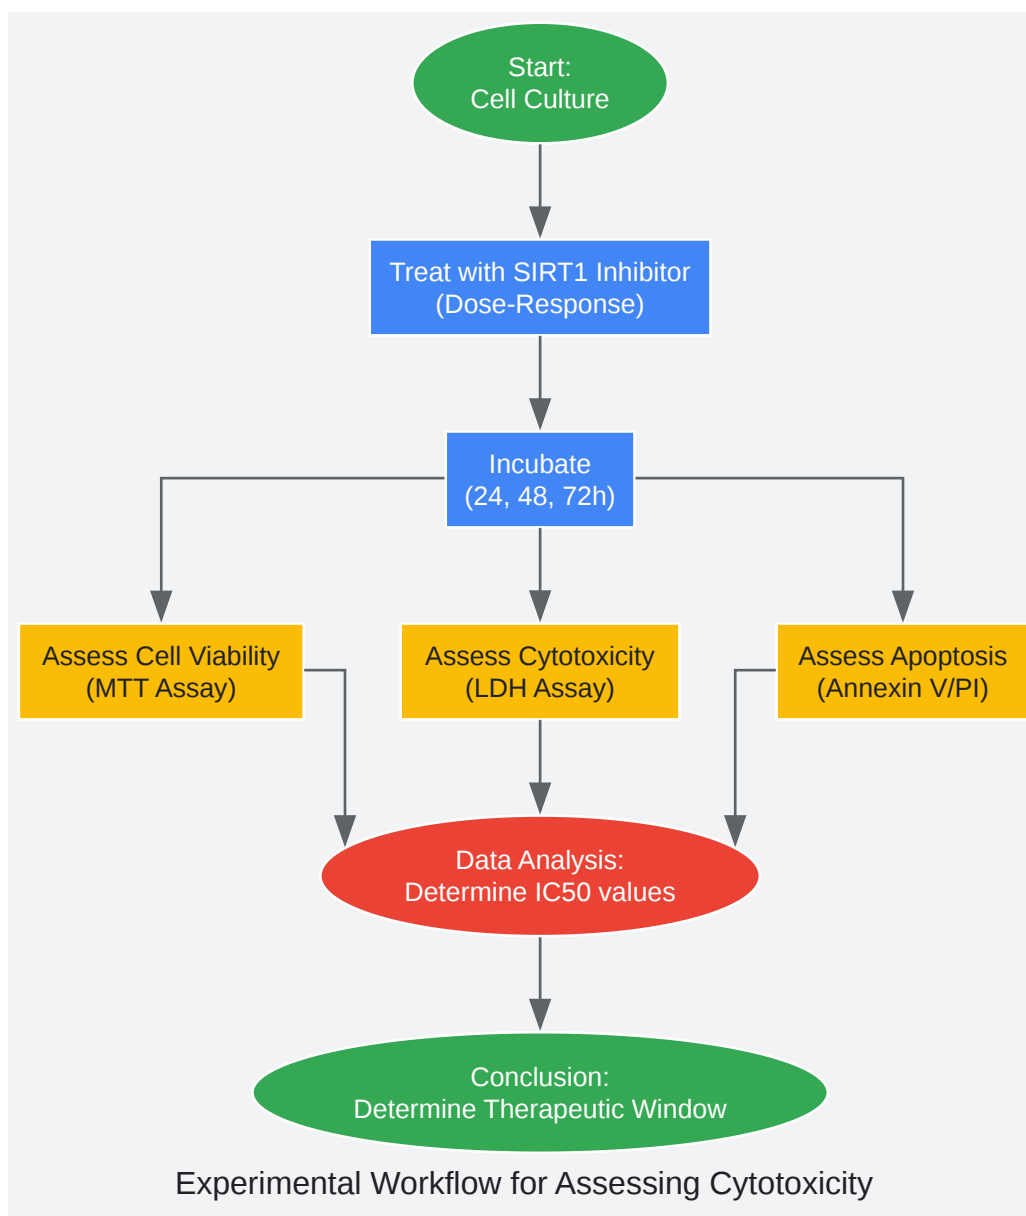 Start:
Cell Culture
Treat with SIRT1 Inhibitor
(Dose-Response)
Incubate
(24, 48, 72h)
Assess Cell Viability
(MTT Assay)
Assess Cytotoxicity
(LDH Assay)
Assess Apoptosis
(Annexin V/PI)
Data Analysis:
Determine IC50 values
Conclusion:
Determine Therapeutic Window
Experimental Workflow for Assessing Cytotoxicity